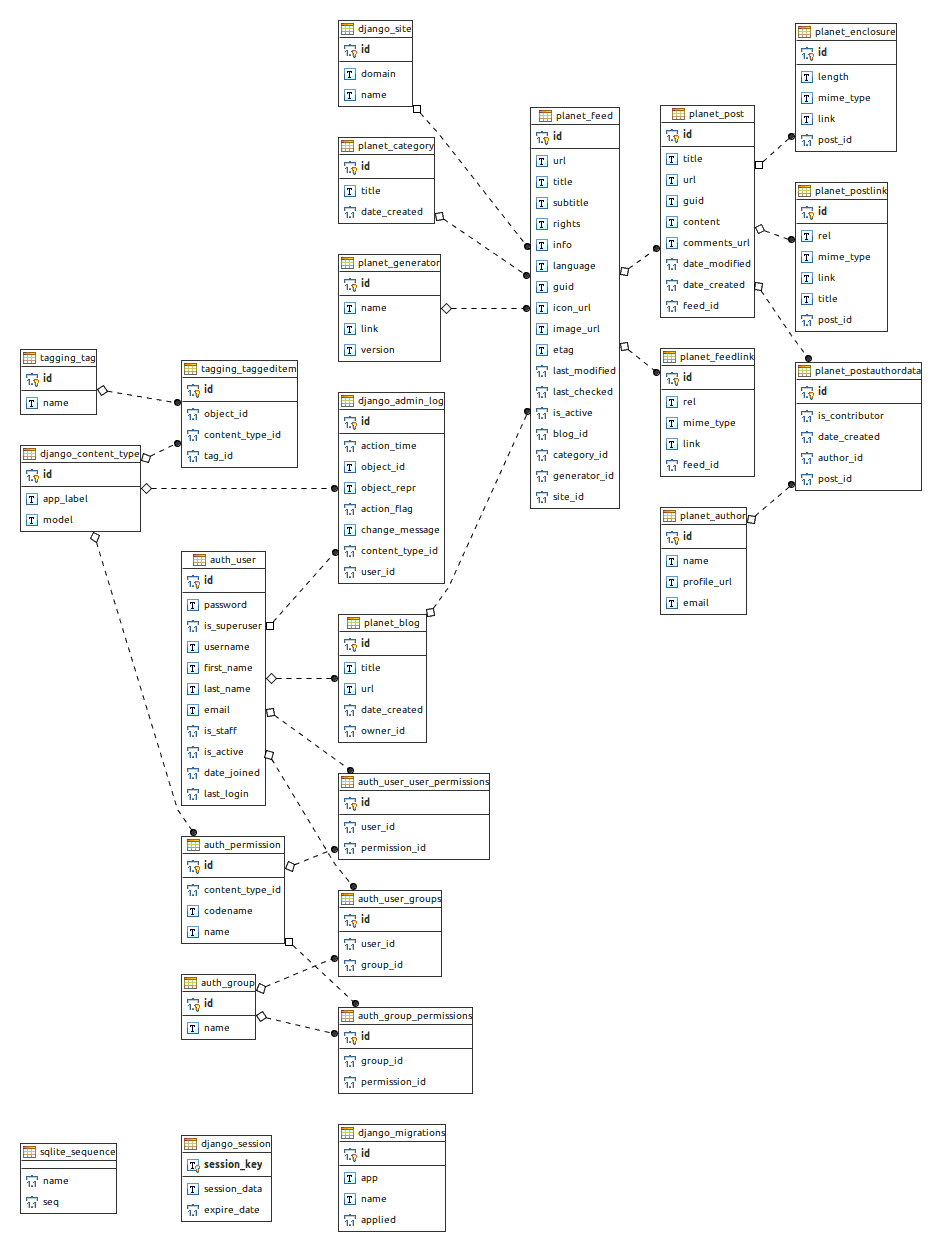 django_site
id
domain
name
planet_category
id
title
date_created
planet_generator
id
name
link
version
tagging_tag
id
name
tagging_taggeditem
id
object_id
content_type_id
tag_id
django_content_type
id
app_label
model
django_admin_log
id
action_time
object_id
object_repr
action_flag
change_message
content_type_id
user_id
auth_user
id
password
is_superuser
username
first_name
last_name
email
is_staff
is_active
date_joined
last_login
planet_blog
id
title
url
date_created
owner_id
auth_user_user_permissions
id
user_id
permission_id
auth_permission
id
content_type_id
codename
name
auth_user_groups
id
user_id
group_id
auth_group
id
name
auth_group_permissions
id
group_id
permission_id
planet_feed
id
url
title
subtitle
rights
info
language
guid
icon_url
image_url
etag
last_modified
last_checked
is_active
blog_id
category_id
generator_id
site_id
planet_post
id
title
url
guid
content
comments_url
date_modified
date_created
feed_id
planet_feedlink
id
rel
mime_type
link
feed_id
planet_author
id
name
profile_url
email
planet_enclosure
id
length
mime_type
link
post_id
planet_postlink
id
rel
mime_type
link
title
post_id
planet_postauthordata
id
is_contributor
date_created
author_id
post_id
sqlite_sequence
name
seq
django_session
session_key
session_data
expire_date
django_migrations
id
app
name
applied